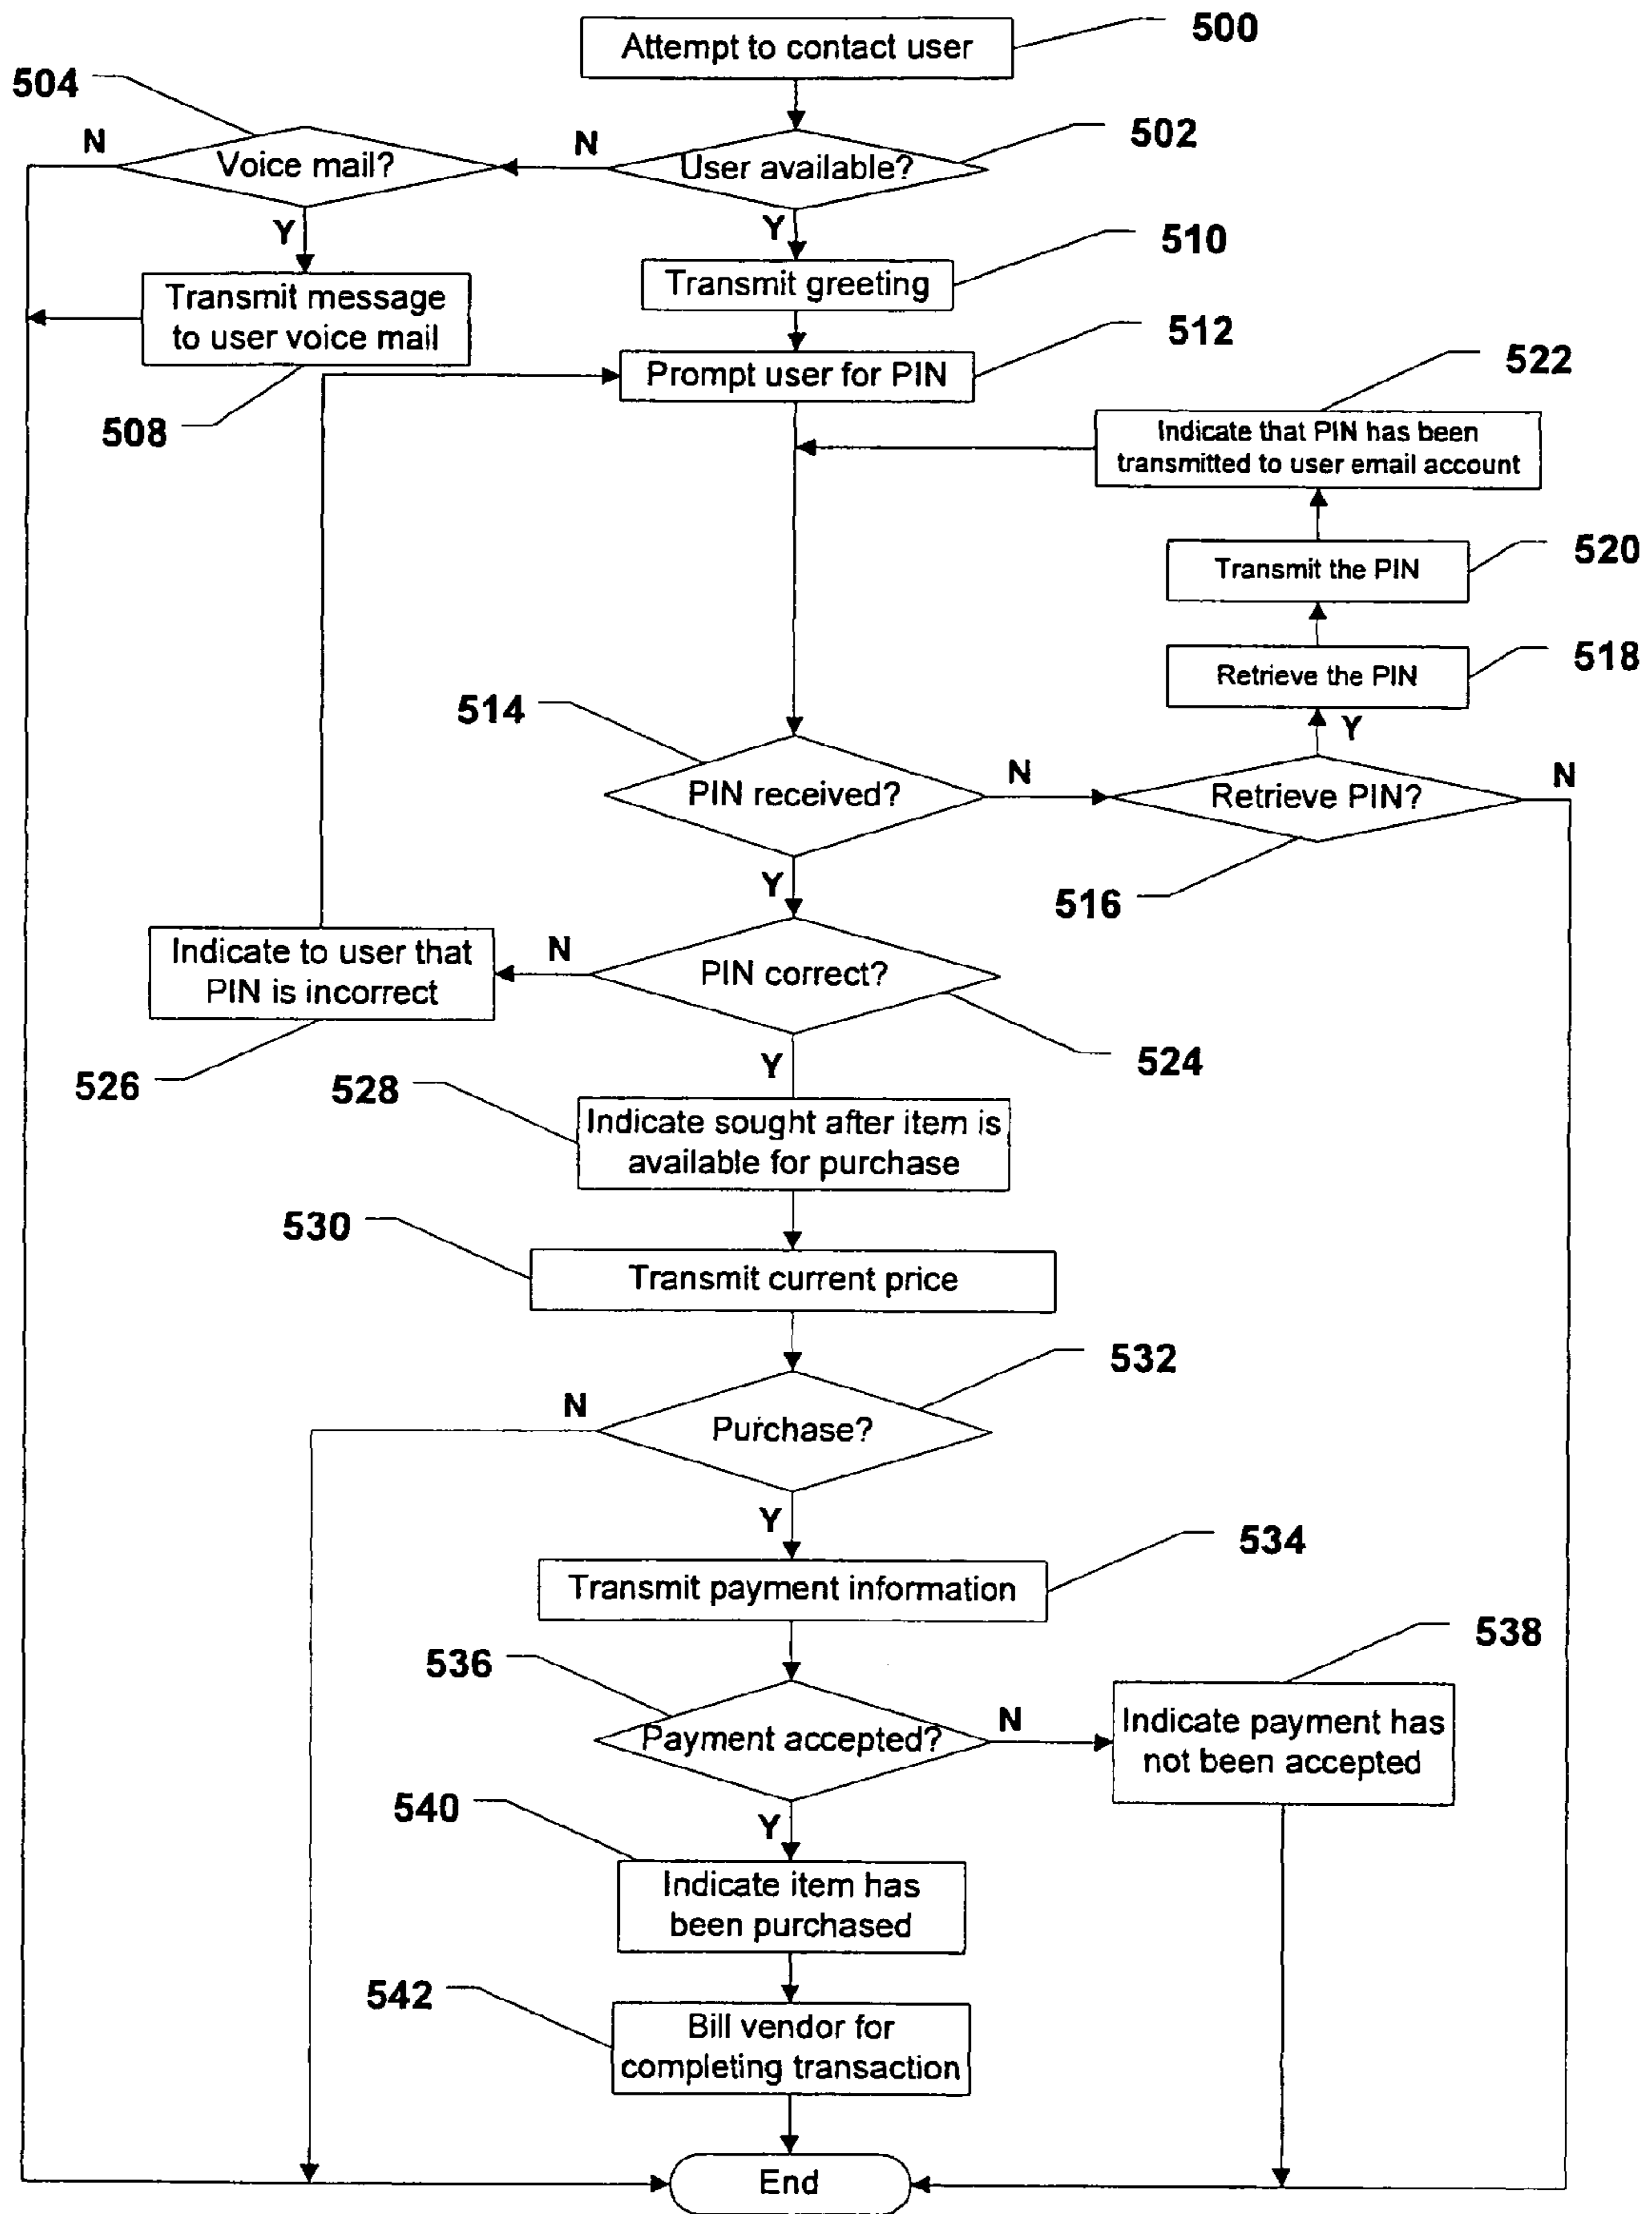 500
Attempt to contact user
504
502
N
Voice mail?
N
User available?
Y
Y
510
Transmit greeting
Transmit message
to user voice mail
512
Prompt user for PIN
508
522
Indicate that PIN has been
transmitted to user email account
520
Transmit the PIN
518
Retrieve the PIN
Y
514
PIN received?
N
Retrieve PIN?
N
Y
516
Indicate to user that
PIN is incorrect
N
PIN correct?
524
526
Y
528
Indicate sought after item is
available for purchase
530
Transmit current price
532
N
Purchase?
Y
534
Transmit payment information
538
536
Payment accepted?
N
Indicate payment has
not been accepted
540
Y
Indicate item has
been purchased
542
Bill vendor for
completing transaction
End